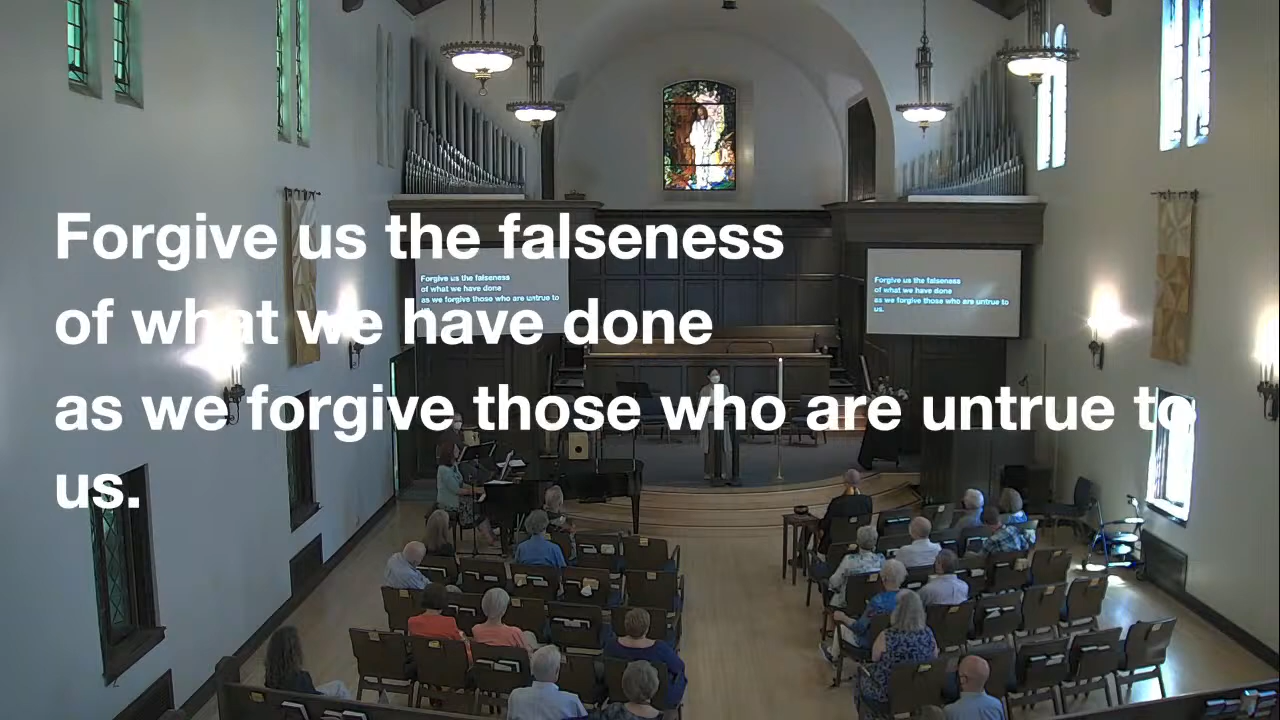 Forgive us the falseness
of what we have done
as we forgive those who are untrue to
us.
Forgive us the falseness
of what we have done
as we forgive those who are untrue to
Forgive us the falseness
of what we have done
as we forgive those who are untrue to
us.